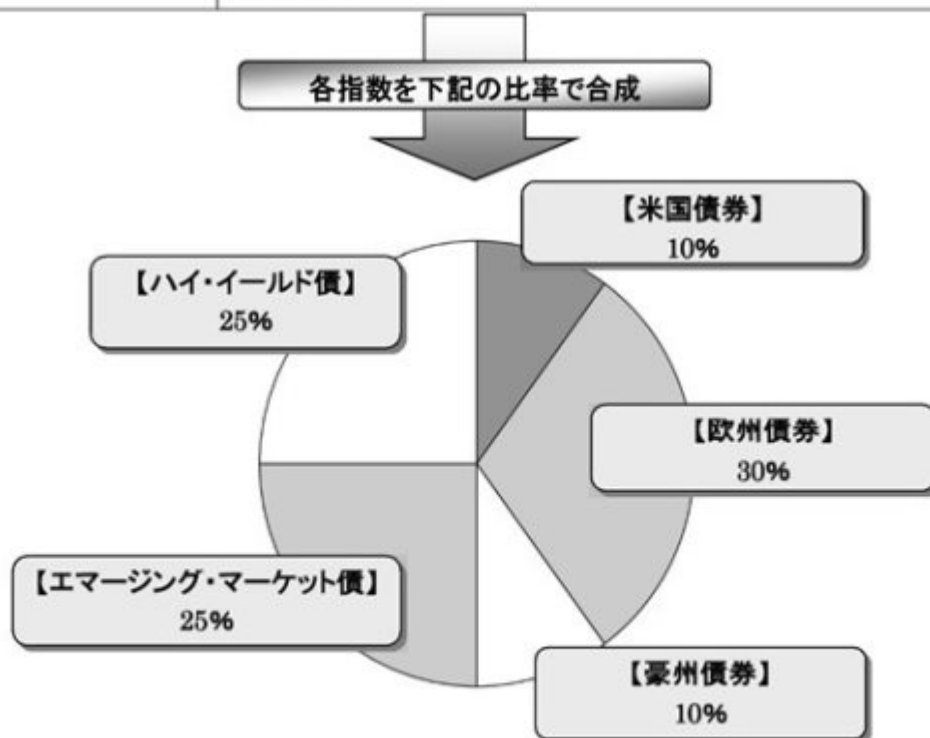 各指数を下記の比率で合成
【米国債券】
10%
【ハイ・イールド債】
25%
【欧州債券】
30%
【エマージング・マーケット債】
25%
【豪州債券】
10%